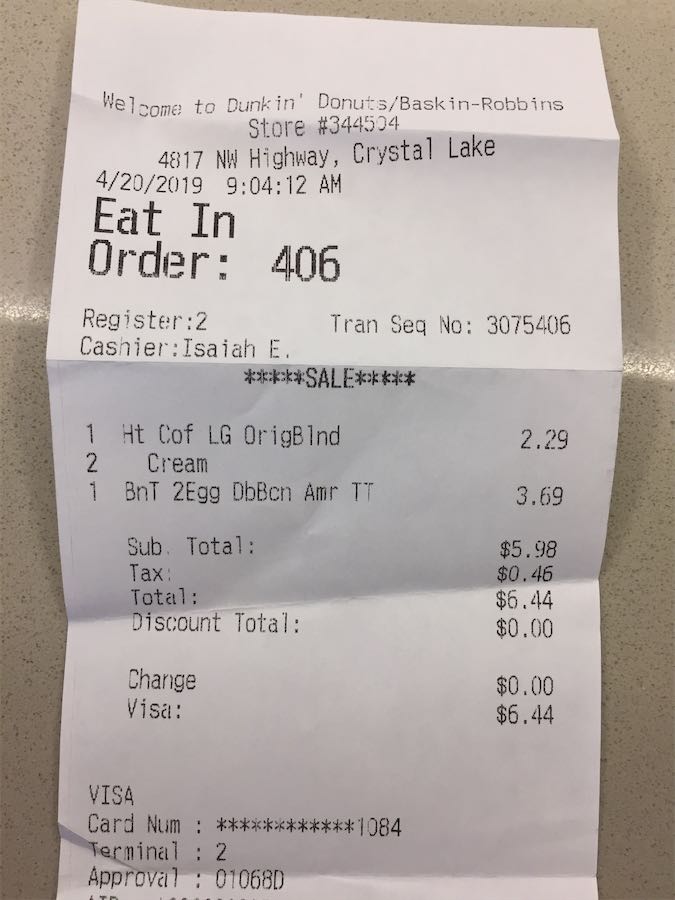 Welcome to Dunkin' Donuts/Baskin-Robbins
Store #344504
4817 NW Highway, Crystal Lake
4/20/2019 9:04:12 AM
Eat In
Order: 406
Register:2 Tran Seq No: 3075406
Cashier:Isaiah E.
*****SALE*****
1 Ht Cof LG OrigBlnd 2.29
2 Cream
1 BnT 2Egg DbBcn Amr TT 3.69
Sub. Total: $5.98
Tax: $0.46
Total: $6.44
Discount Total: $0.00
Change $0.00
Visa: $6.44
VISA
Card Num : ************1084
Terminal : 2
Approval : 01068D